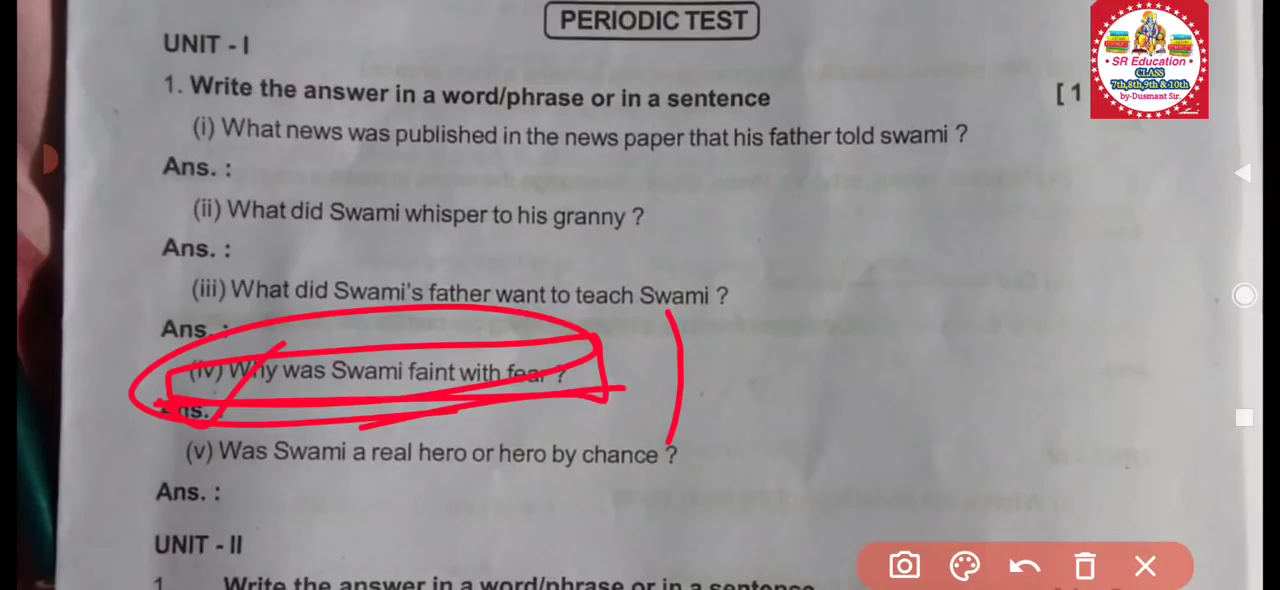 PERIODIC TEST
UNIT - I
1. Write the answer in a word/phrase or in a sentence [ 1
(i) What news was published in the news paper that his father told swami ?
Ans. :
(ii) What did Swami whisper to his granny ?
Ans. :
(iii) What did Swami's father want to teach Swami ?
Ans. :
(iv) Why was Swami faint with fear ?
Ans. :
(v) Was Swami a real hero or hero by chance ?
Ans. :
UNIT - II
1. Write the answer in a word/phrase or in a sentence
• SR Education •
CLASS
7th,8th,9th & 10th
by-Dusmant Sir.